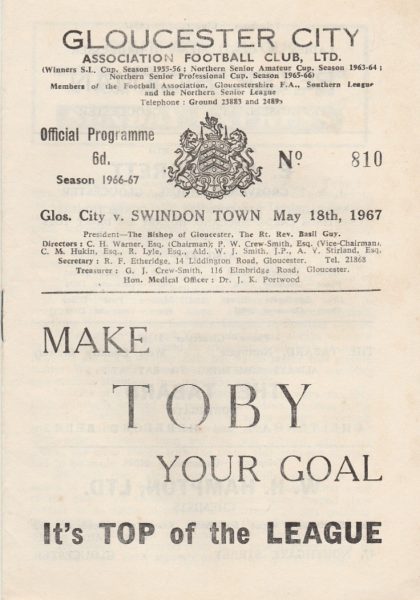 GLOUCESTER CITY
ASSOCIATION FOOTBALL CLUB, LTD.
(Winners S.L. Cup, Season 1955-56 ; Northern Senior Amateur Cup, Season 1963-64 ;
Northern Senior Professional Cup, Season 1965-66)
Members of the Football Association, Gloucestershire F.A., Southern League
and the Northern Senior League
Telephone : Ground 23883 and 2489
Official Programme
6d.
Season 1966-67
No 810
Glos. City v. SWINDON TOWN May 18th, 1967
President—The Bishop of Gloucester, The Rt. Rev. Basil Guy.
Directors : C. H. Warner, Esq. (Chairman); P. W. Crew-Smith, Esq. (Vice-Chairman),
C. M. Hukin, Esq., R. Lyle, Esq., Ald. W. J. Smith, J.P., A. V. Stirland, Esq.
Secretary : R. F. Etheridge, 14 Liddington Road, Gloucester. Tel. 21868
Treasurer : G. J. Crew-Smith, 116 Elmbridge Road, Gloucester.
Hon. Medical Officer : Dr. J. K. Portwood
MAKE
TOBY
YOUR GOAL
It's TOP of the LEAGUE